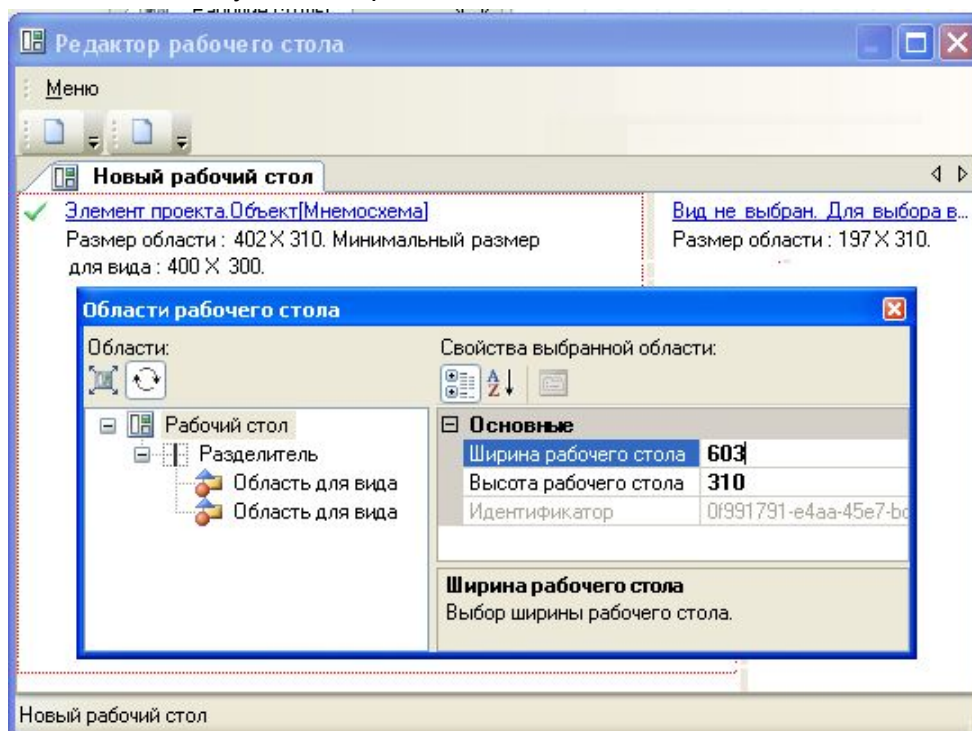 Редактор рабочего стола
Меню
Новый рабочий стол
Элемент проекта.Объект[Мнемосхема]
Размер области : 402 X 310. Минимальный размер
для вида : 400 X 300.
Вид не выбран. Для выбора в...
Размер области : 197 X 310.
Области рабочего стола
Области:
Рабочий стол
Разделитель
Область для вида
Область для вида
Свойства выбранной области:
Основные
Ширина рабочего стола 603
Высота рабочего стола 310
Идентификатор 0f991791-e4aa-45e7-bc
Ширина рабочего стола
Выбор ширины рабочего стола.
Новый рабочий стол